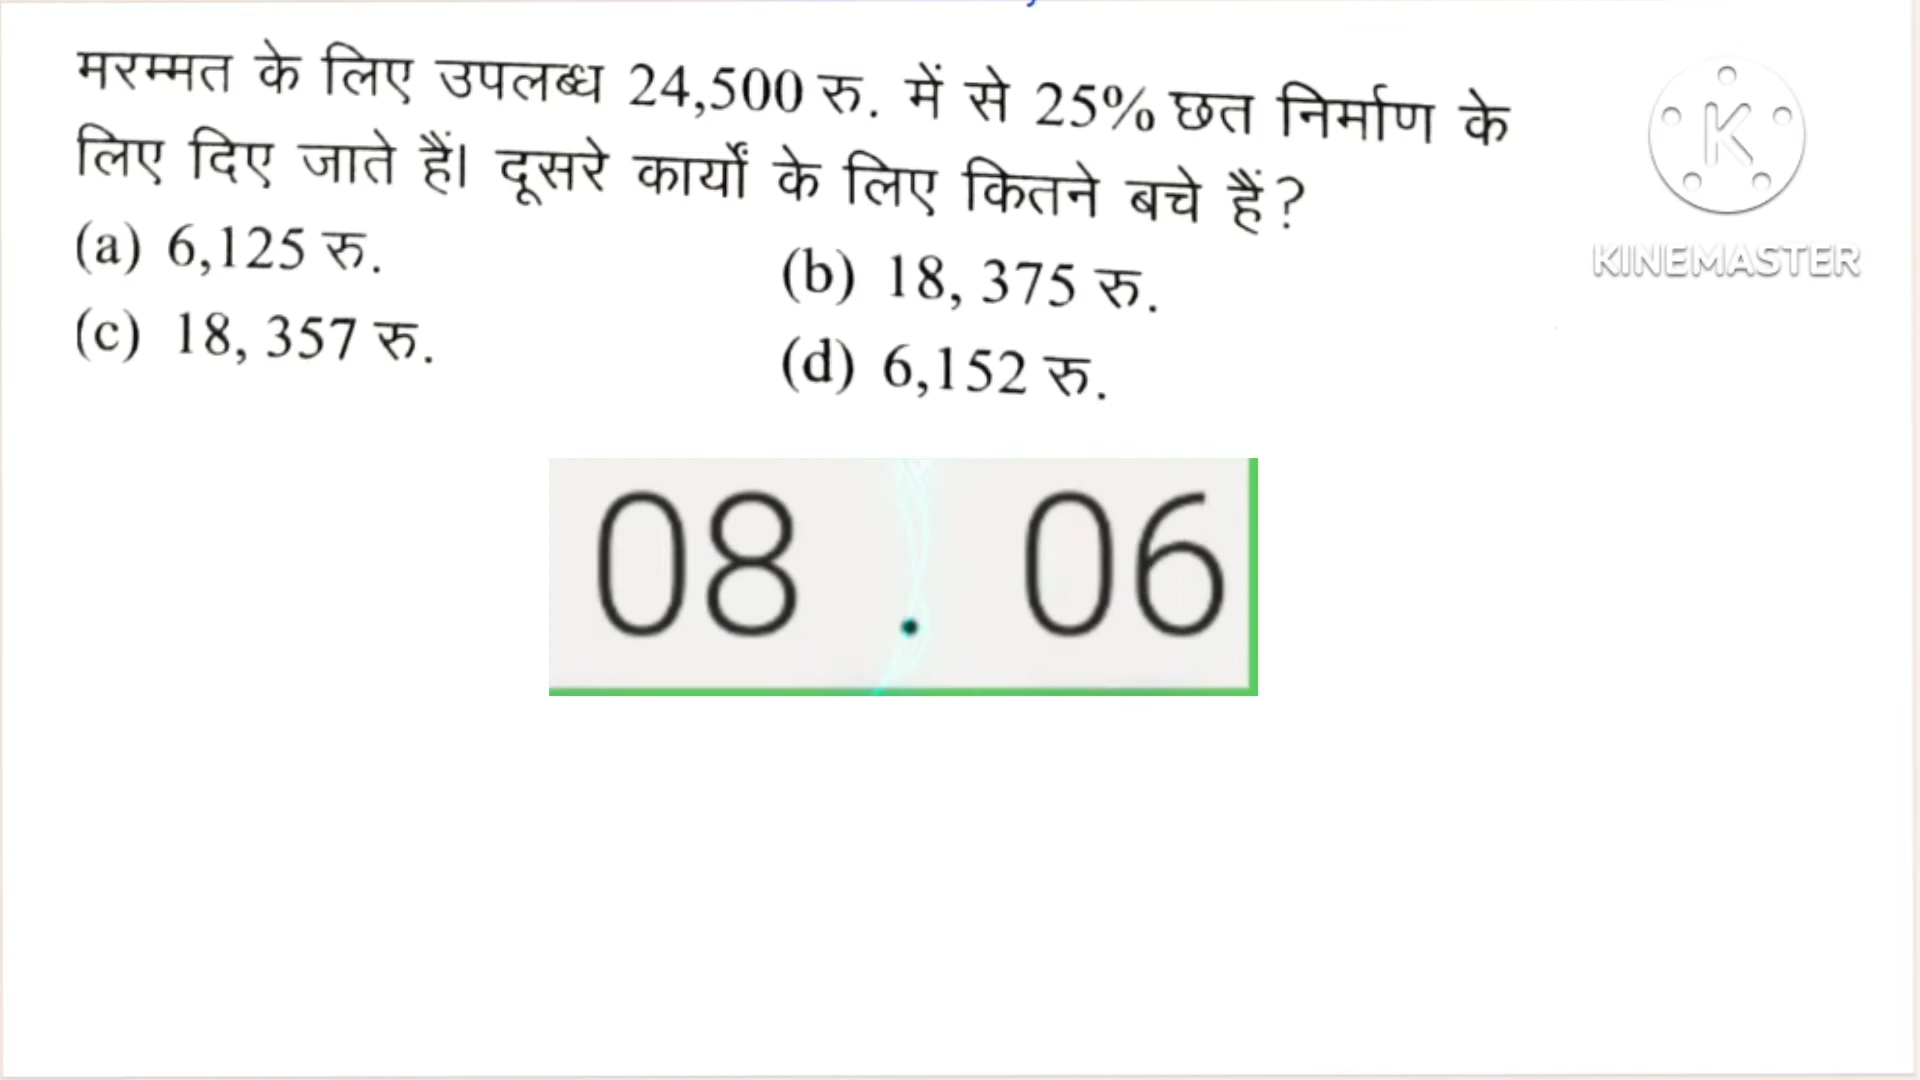 मरम्मत के लिए उपलब्ध 24,500 रु. में से 25% छत निर्माण के
लिए दिए जाते हैं। दूसरे कार्यों के लिए कितने बचे हैं?
(a) 6,125 रु.
(b) 18, 375 रु.
(c) 18, 357 रु.
(d) 6,152 रु.
08 . 06
K
KINEMASTER